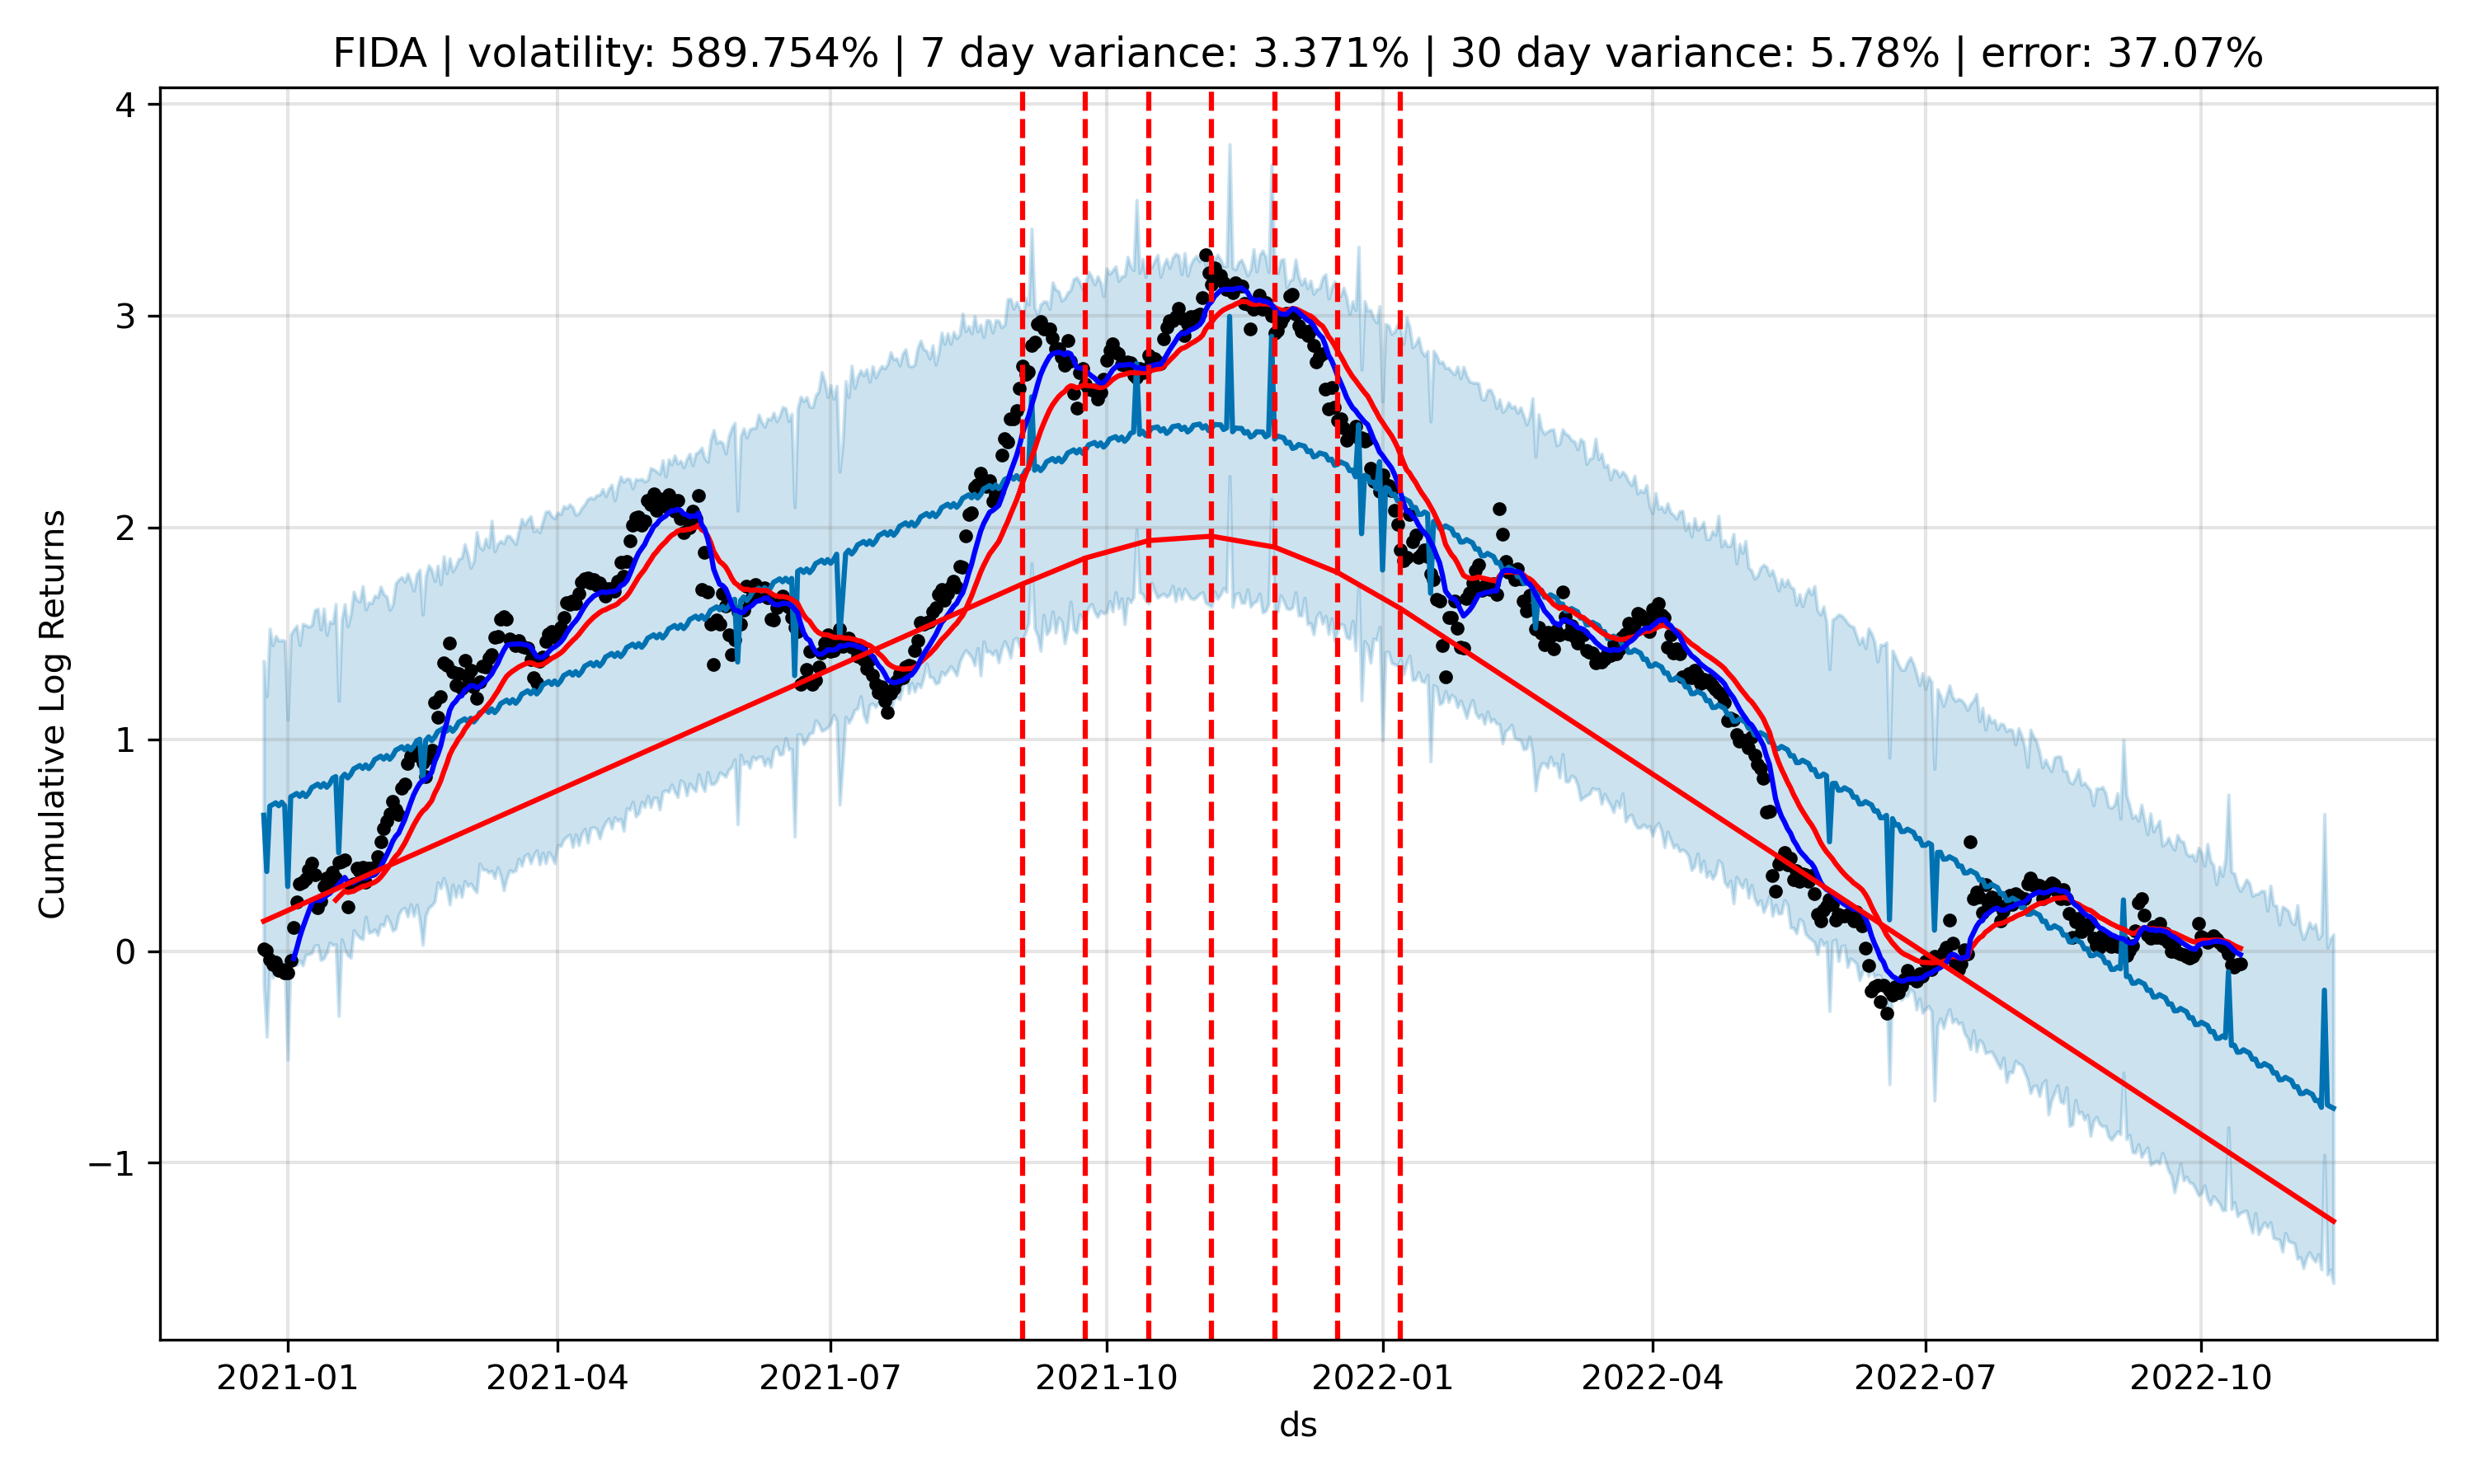 FIDA | volatility: 589.754% | 7 day variance: 3.371% | 30 day variance: 5.78% | error: 37.07%
4
3
2
1
0
−1
Cumulative Log Returns
2021-01 2021-04 2021-07 2021-10 2022-01 2022-04 2022-07 2022-10
ds